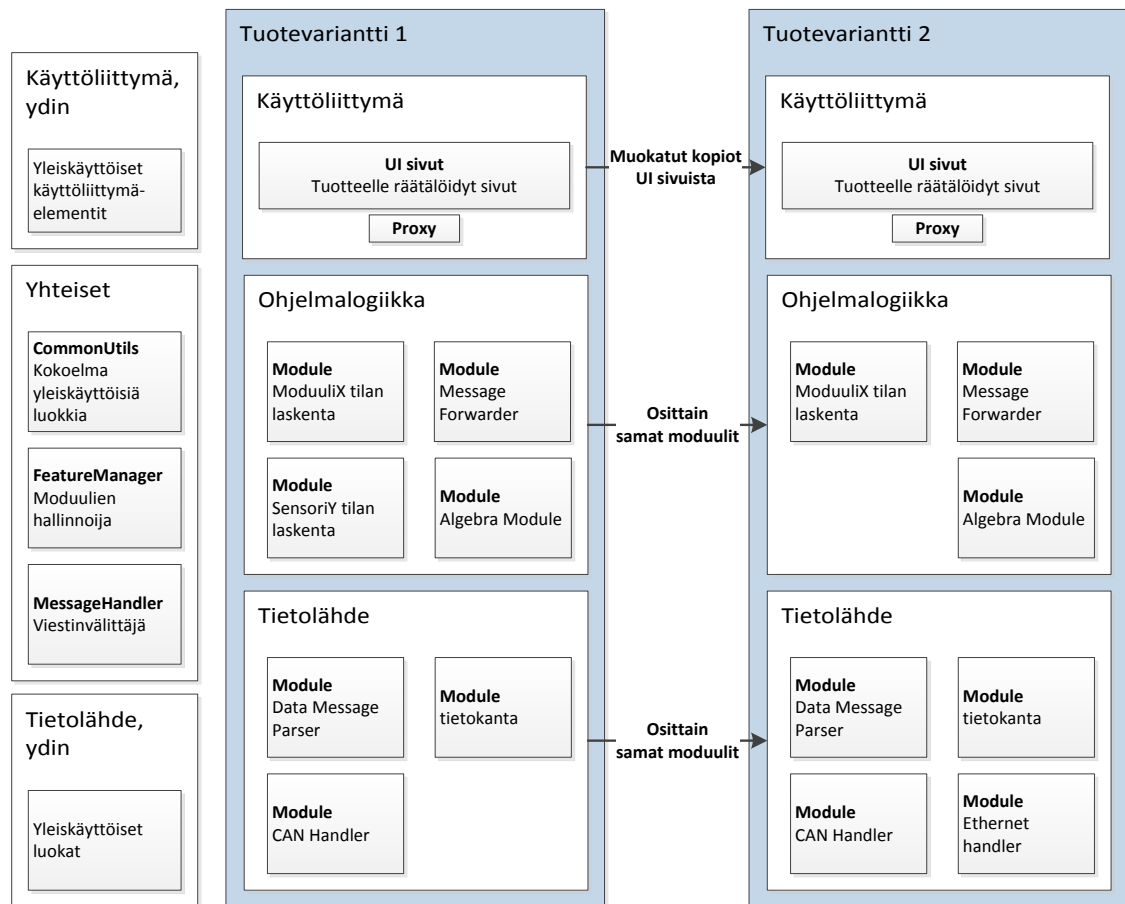 Käyttöliittymä,
ydin
Yleiskäyttöiset
käyttöliittymä-
elementit
Yhteiset
CommonUtils
Kokoelma
yleiskäyttöisiä
luokkia
FeatureManager
Moduulien
hallinnoija
MessageHandler
Viestinvälittäjä
Tietolähde,
ydin
Yleiskäyttöiset
luokat
Tuotevariantti 1
Käyttöliittymä
UI sivut
Tuotteelle räätälöidyt sivut
Proxy
Ohjelmalogiikka
Module
ModuuliX tilan
laskenta
Module
Message
Forwarder
Module
SensoriY tilan
laskenta
Module
Algebra Module
Tietolähde
Module
Data Message
Parser
Module
tietokanta
Module
CAN Handler
Muokatut kopiot
UI sivuista
Osittain
samat moduulit
Osittain
samat moduulit
Tuotevariantti 2
Käyttöliittymä
UI sivut
Tuotteelle räätälöidyt sivut
Proxy
Ohjelmalogiikka
Module
ModuuliX tilan
laskenta
Module
Message
Forwarder
Module
Algebra Module
Tietolähde
Module
Data Message
Parser
Module
tietokanta
Module
CAN Handler
Module
Ethernet
handler